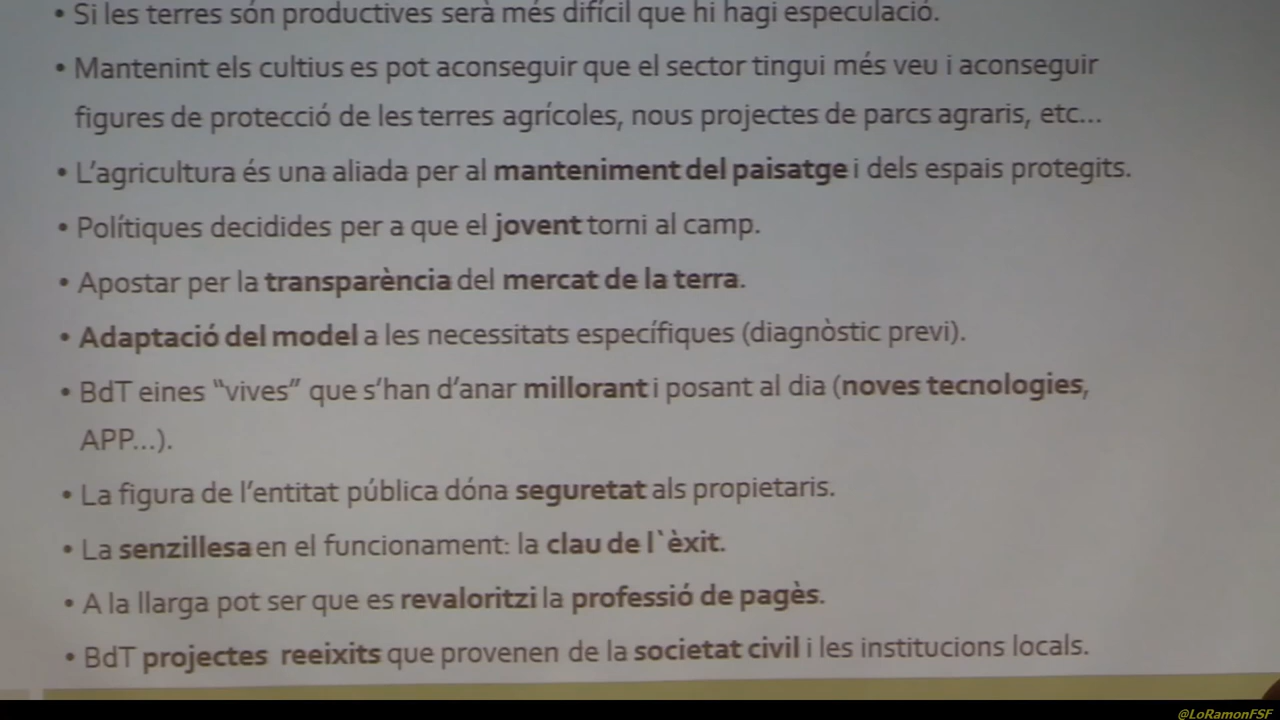 • Si les terres són productives serà més difícil que hi hagi especulació.
• Mantenint els cultius es pot aconseguir que el sector tingui més veu i aconseguir
figures de protecció de les terres agrícoles, nous projectes de parcs agraris, etc...
• L'agricultura és una aliada per al manteniment del paisatge i dels espais protegits.
• Polítiques decidides per a que el jovent torni al camp.
• Apostar per la transparència del mercat de la terra.
• Adaptació del model a les necessitats específiques (diagnòstic previ).
• BdT eines “vives” que s'han d'anar millorant i posant al dia (noves tecnologies,
APP...).
• La figura de l'entitat pública dóna seguretat als propietaris.
• La senzillesa en el funcionament: la clau de l`èxit.
• A la llarga pot ser que es revaloritzi la professió de pagès.
• BdT projectes reeixits que provenen de la societat civil i les institucions locals.
@LoRamonFSF